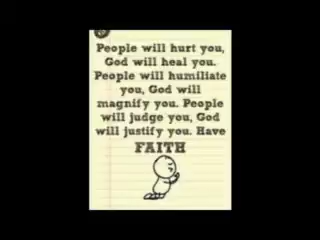 People will hurt you,
God will heal you.
People will humiliate
you, God will
magnify you. People
will judge you, God
will justify you. Have
FAITH